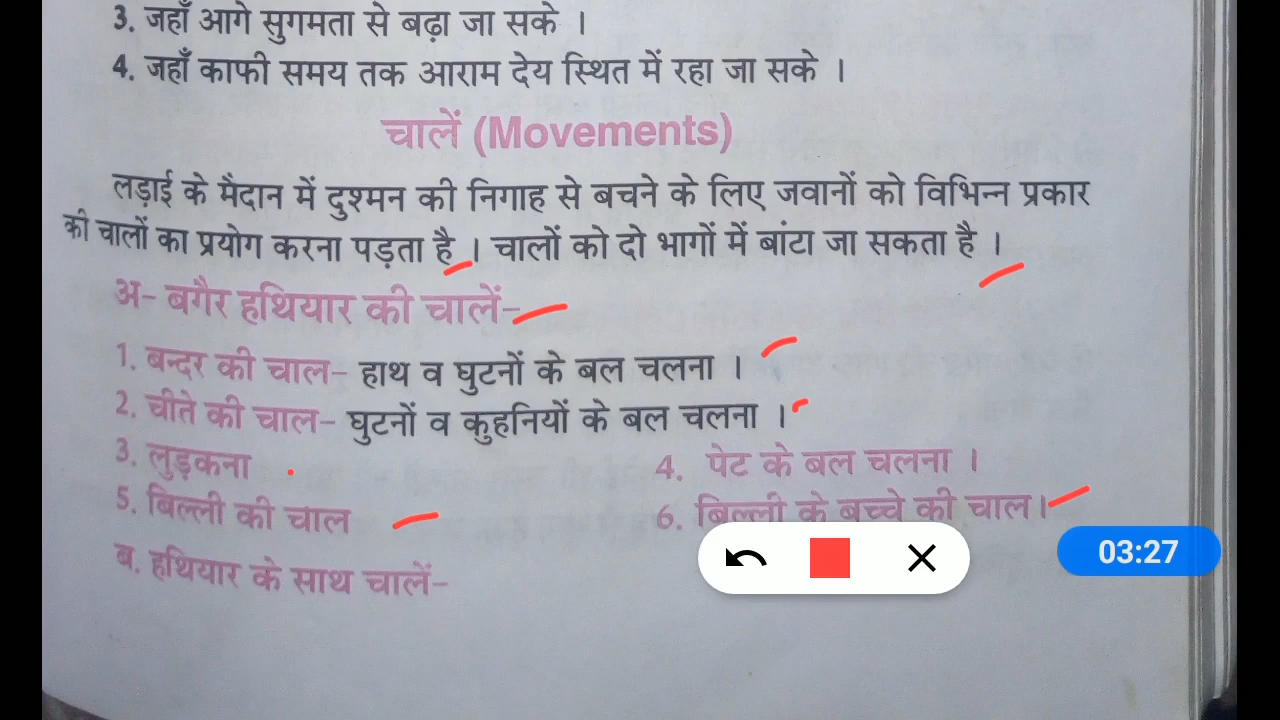 3. जहाँ आगे सुगमता से बढ़ा जा सके ।
4. जहाँ काफी समय तक आराम देय स्थित में रहा जा सके ।
चालें (Movements)
लड़ाई के मैदान में दुश्मन की निगाह से बचने के लिए जवानों को विभिन्न प्रकार
की चालों का प्रयोग करना पड़ता है । चालों को दो भागों में बांटा जा सकता है ।
अ- बगैर हथियार की चालें-
1. बन्दर की चाल- हाथ व घुटनों के बल चलना ।
2. चीते की चाल- घुटनों व कुहनियों के बल चलना ।
3. लुड़कना 4. पेट के बल चलना ।
5. बिल्ली की चाल 6. बिल्ली के बच्चे की चाल।
03:27
ब. हथियार के साथ चालें-